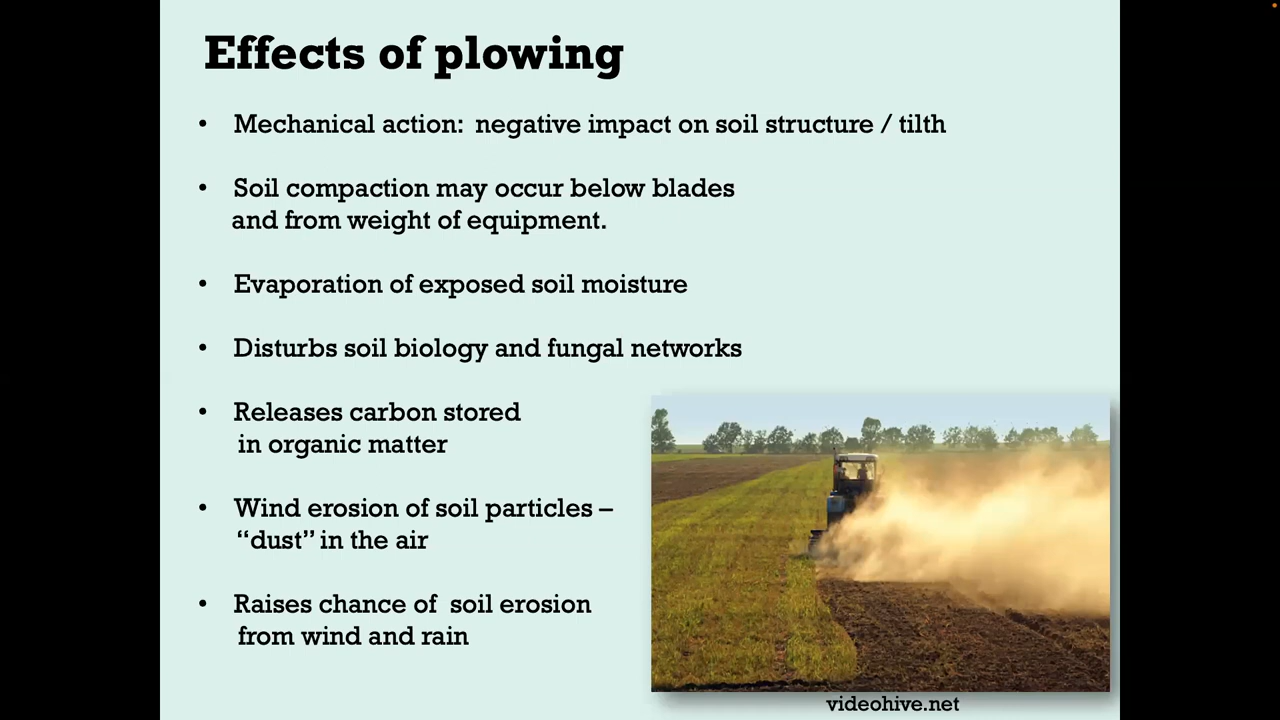 Effects of plowing
• Mechanical action: negative impact on soil structure / tilth
• Soil compaction may occur below blades
and from weight of equipment.
• Evaporation of exposed soil moisture
• Disturbs soil biology and fungal networks
• Releases carbon stored
in organic matter
• Wind erosion of soil particles –
“dust” in the air
• Raises chance of soil erosion
from wind and rain
videohive.net